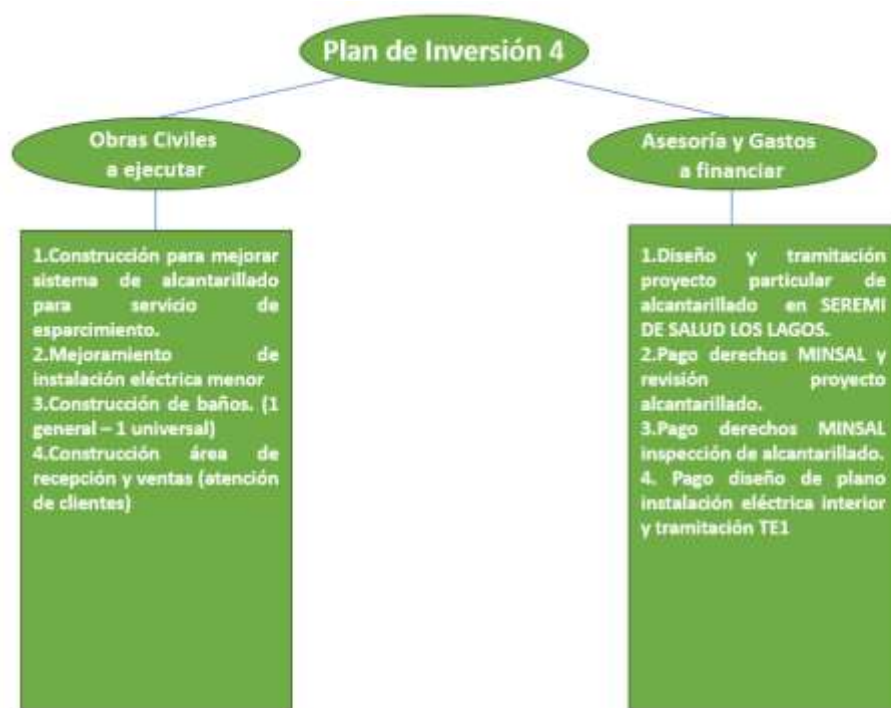 Plan de Inversión 4
Obras Civiles
a ejecutar
1.Construcción para mejorar
sistema de alcantarillado
para servicio de
esparcimiento.
2.Mejoramiento de
instalación eléctrica menor
3.Construcción de baños. (1
general – 1 universal)
4.Construcción área de
recepción y ventas (atención
de clientes)
Asesoría y Gastos
a financiar
1.Diseño y tramitación
proyecto particular de
alcantarillado en SEREMI
DE SALUD LOS LAGOS.
2.Pago derechos MINSAL y
revisión proyecto
alcantarillado.
3.Pago derechos MINSAL
inspección de alcantarillado.
4. Pago diseño de plano
instalación eléctrica interior
y tramitación TE1